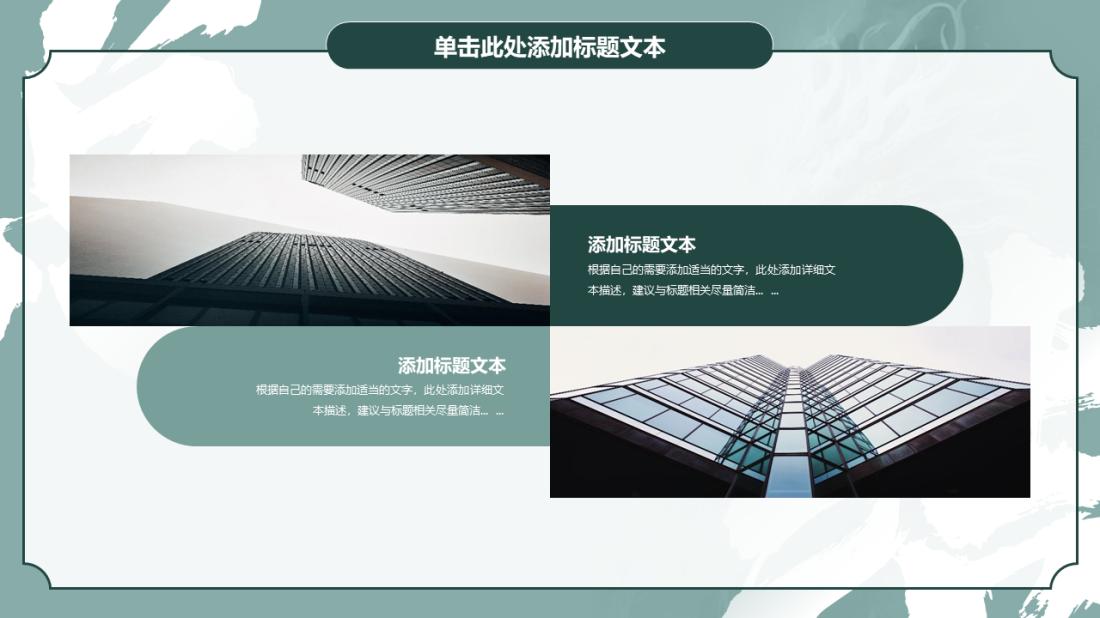 单击此处添加标题文本
添加标题文本
根据自己的需要添加适当的文字，此处添加详细文
本描述，建议与标题相关尽量简洁... ...
添加标题文本
根据自己的需要添加适当的文字，此处添加详细文
本描述，建议与标题相关尽量简洁... ...